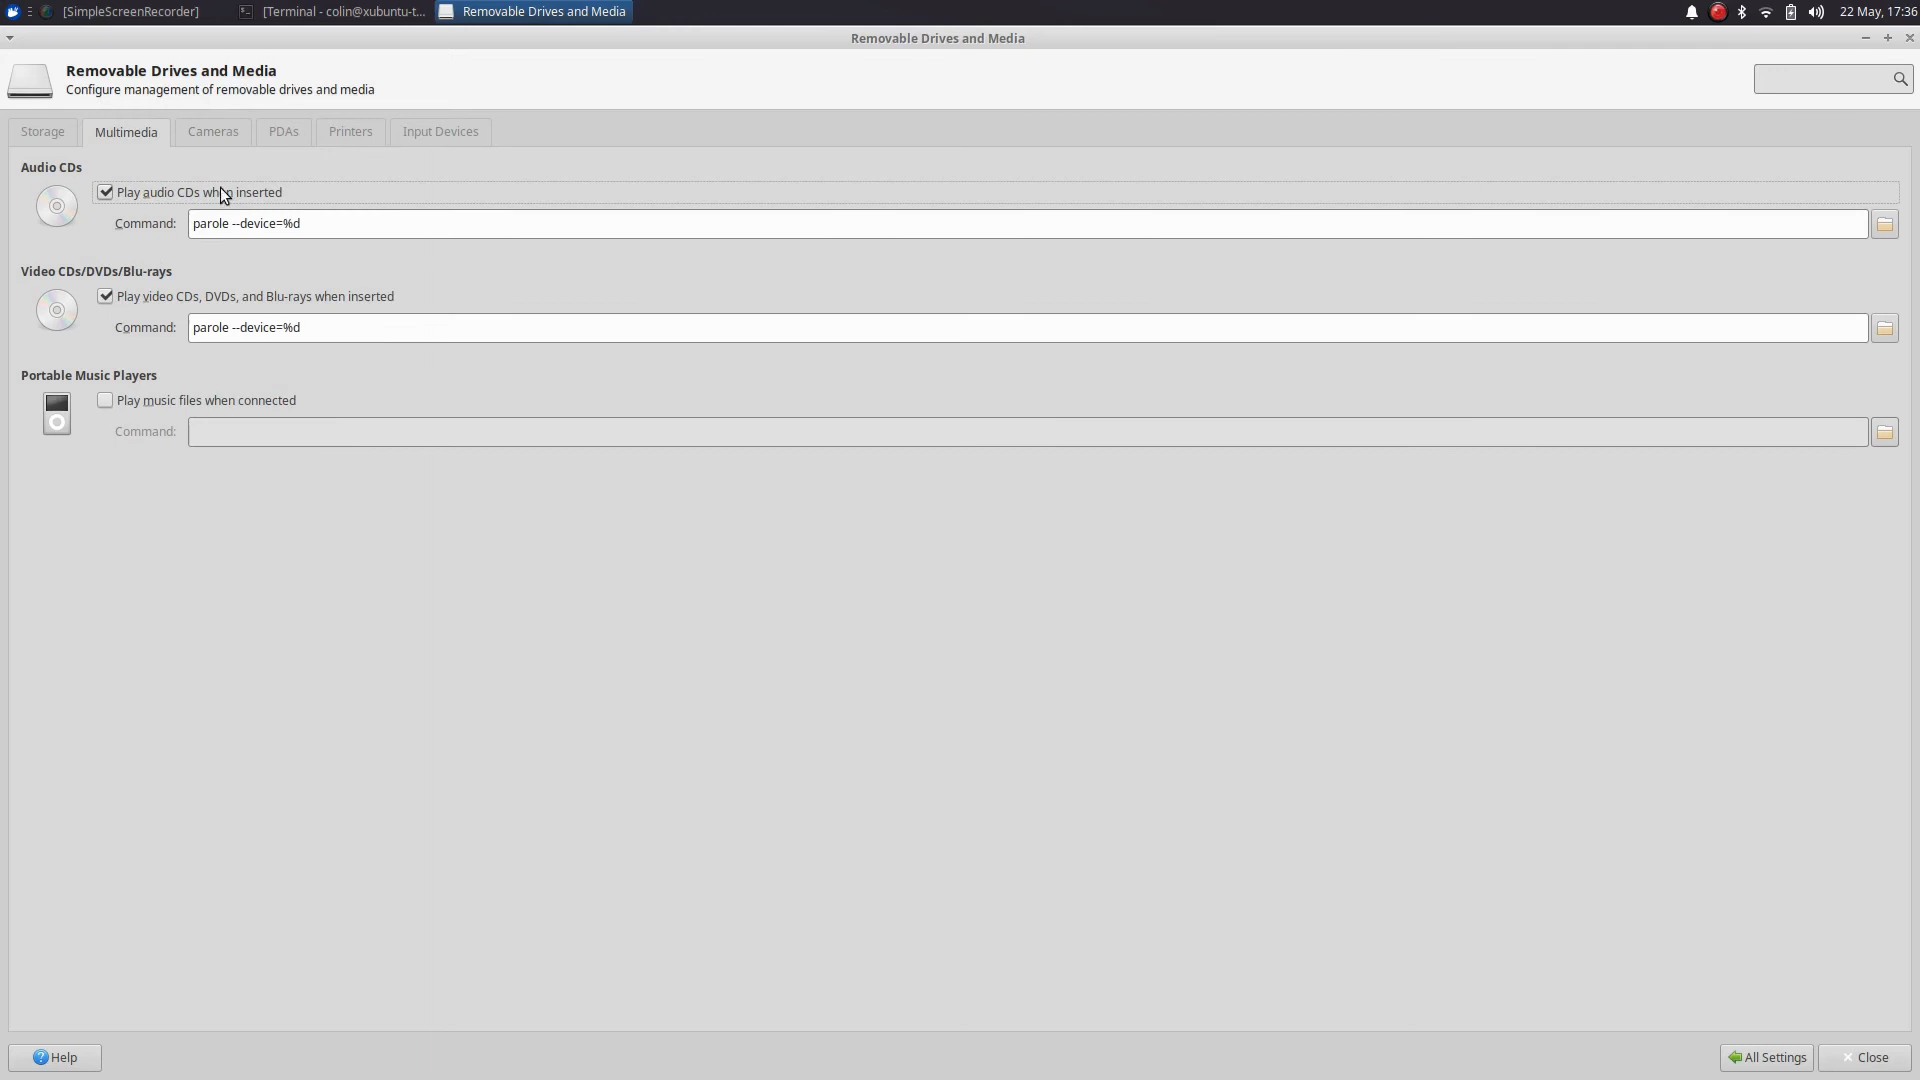 [SimpleScreenRecorder]
[Terminal - colin@xubuntu-t...
Removable Drives and Media
22 May, 17:36
Removable Drives and Media
Removable Drives and Media
Configure management of removable drives and media
Storage
Multimedia
Cameras
PDAs
Printers
Input Devices
Audio CDs
Play audio CDs when inserted
Command:
parole --device=%d
Video CDs/DVDs/Blu-rays
Play video CDs, DVDs, and Blu-rays when inserted
Command:
parole --device=%d
Portable Music Players
Play music files when connected
Command:
Help
All Settings
Close